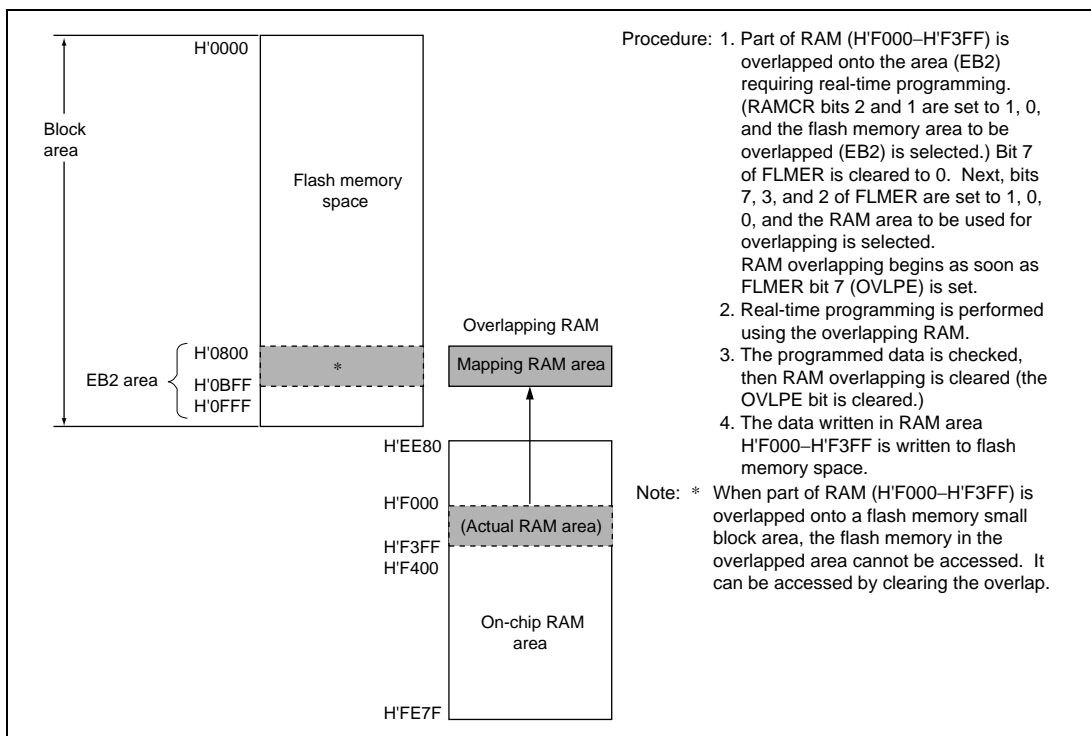 H'0000
Block
area
Flash memory
space
EB2 area
H'0800
H'0BFF
H'0FFF
*
Overlapping RAM
Mapping RAM area
H'EE80
H'F000
(Actual RAM area)
H'F3FF
H'F400
On-chip RAM
area
H'FE7F
Procedure: 1. Part of RAM (H'F000–H'F3FF) is
overlapped onto the area (EB2)
requiring real-time programming.
(RAMCR bits 2 and 1 are set to 1, 0,
and the flash memory area to be
overlapped (EB2) is selected.) Bit 7
of FLMER is cleared to 0. Next, bits
7, 3, and 2 of FLMER are set to 1, 0,
0, and the RAM area to be used for
overlapping is selected.
RAM overlapping begins as soon as
FLMER bit 7 (OVLPE) is set.
2. Real-time programming is performed
using the overlapping RAM.
3. The programmed data is checked,
then RAM overlapping is cleared (the
OVLPE bit is cleared.)
4. The data written in RAM area
H'F000–H'F3FF is written to flash
memory space.
Note: * When part of RAM (H'F000–H'F3FF) is
overlapped onto a flash memory small
block area, the flash memory in the
overlapped area cannot be accessed. It
can be accessed by clearing the overlap.